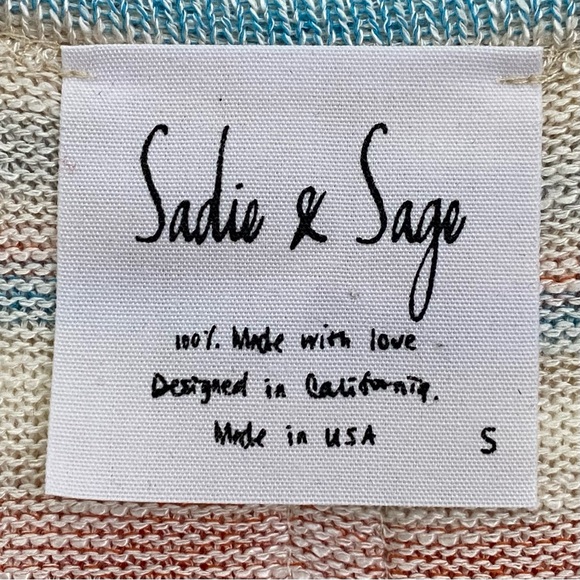 Sadie & Sage
100% Made with love
Designed in California.
Made in USA
S